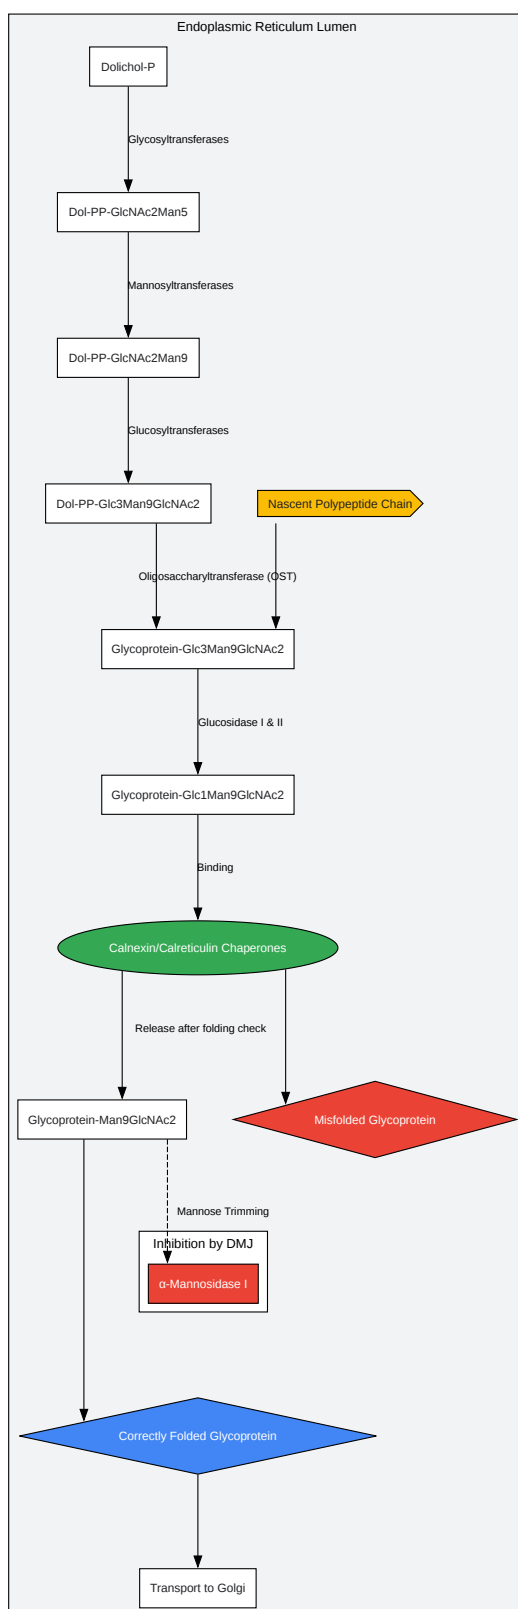 Endoplasmic Reticulum Lumen
Dolichol-P
Glycosyltransferases
Dol-PP-GlcNAc2Man5
Mannosyltransferases
Dol-PP-GlcNAc2Man9
Glucosyltransferases
Dol-PP-Glc3Man9GlcNAc2
Nascent Polypeptide Chain
Oligosaccharyltransferase (OST)
Glycoprotein-Glc3Man9GlcNAc2
Glucosidase I & II
Glycoprotein-Glc1Man9GlcNAc2
Binding
Calnexin/Calreticulin Chaperones
Release after folding check
Glycoprotein-Man9GlcNAc2
Misfolded Glycoprotein
Mannose Trimming
Inhibition by DMJ
α-Mannosidase I
Correctly Folded Glycoprotein
Transport to Golgi